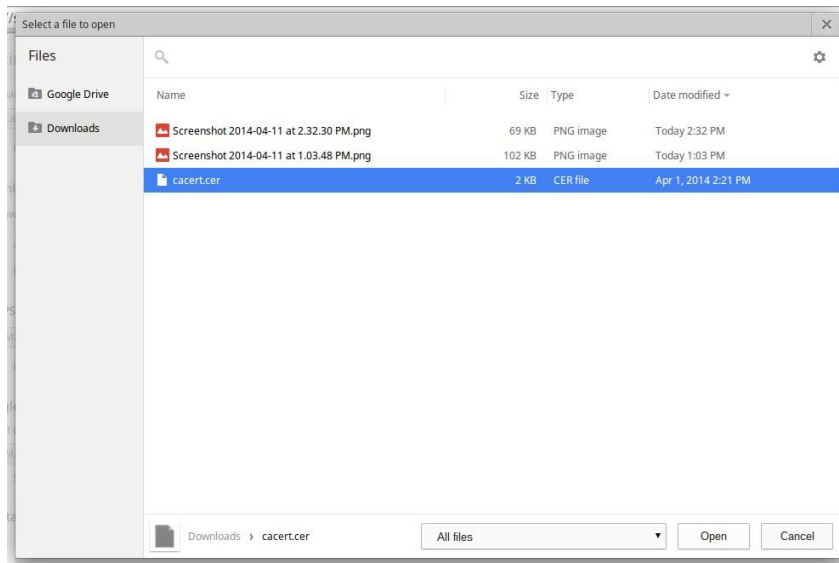 Select a file to open
Files
Google Drive
Downloads
Name Size Type Date modified
Screenshot 2014-04-11 at 2.32.30 PM.png 69 KB PNG image Today 2:32 PM
Screenshot 2014-04-11 at 1.03.48 PM.png 102 KB PNG image Today 1:03 PM
cacert.cer 2 KB CER file Apr 1, 2014 2:21 PM
Downloads › cacert.cer
All files
Open
Cancel